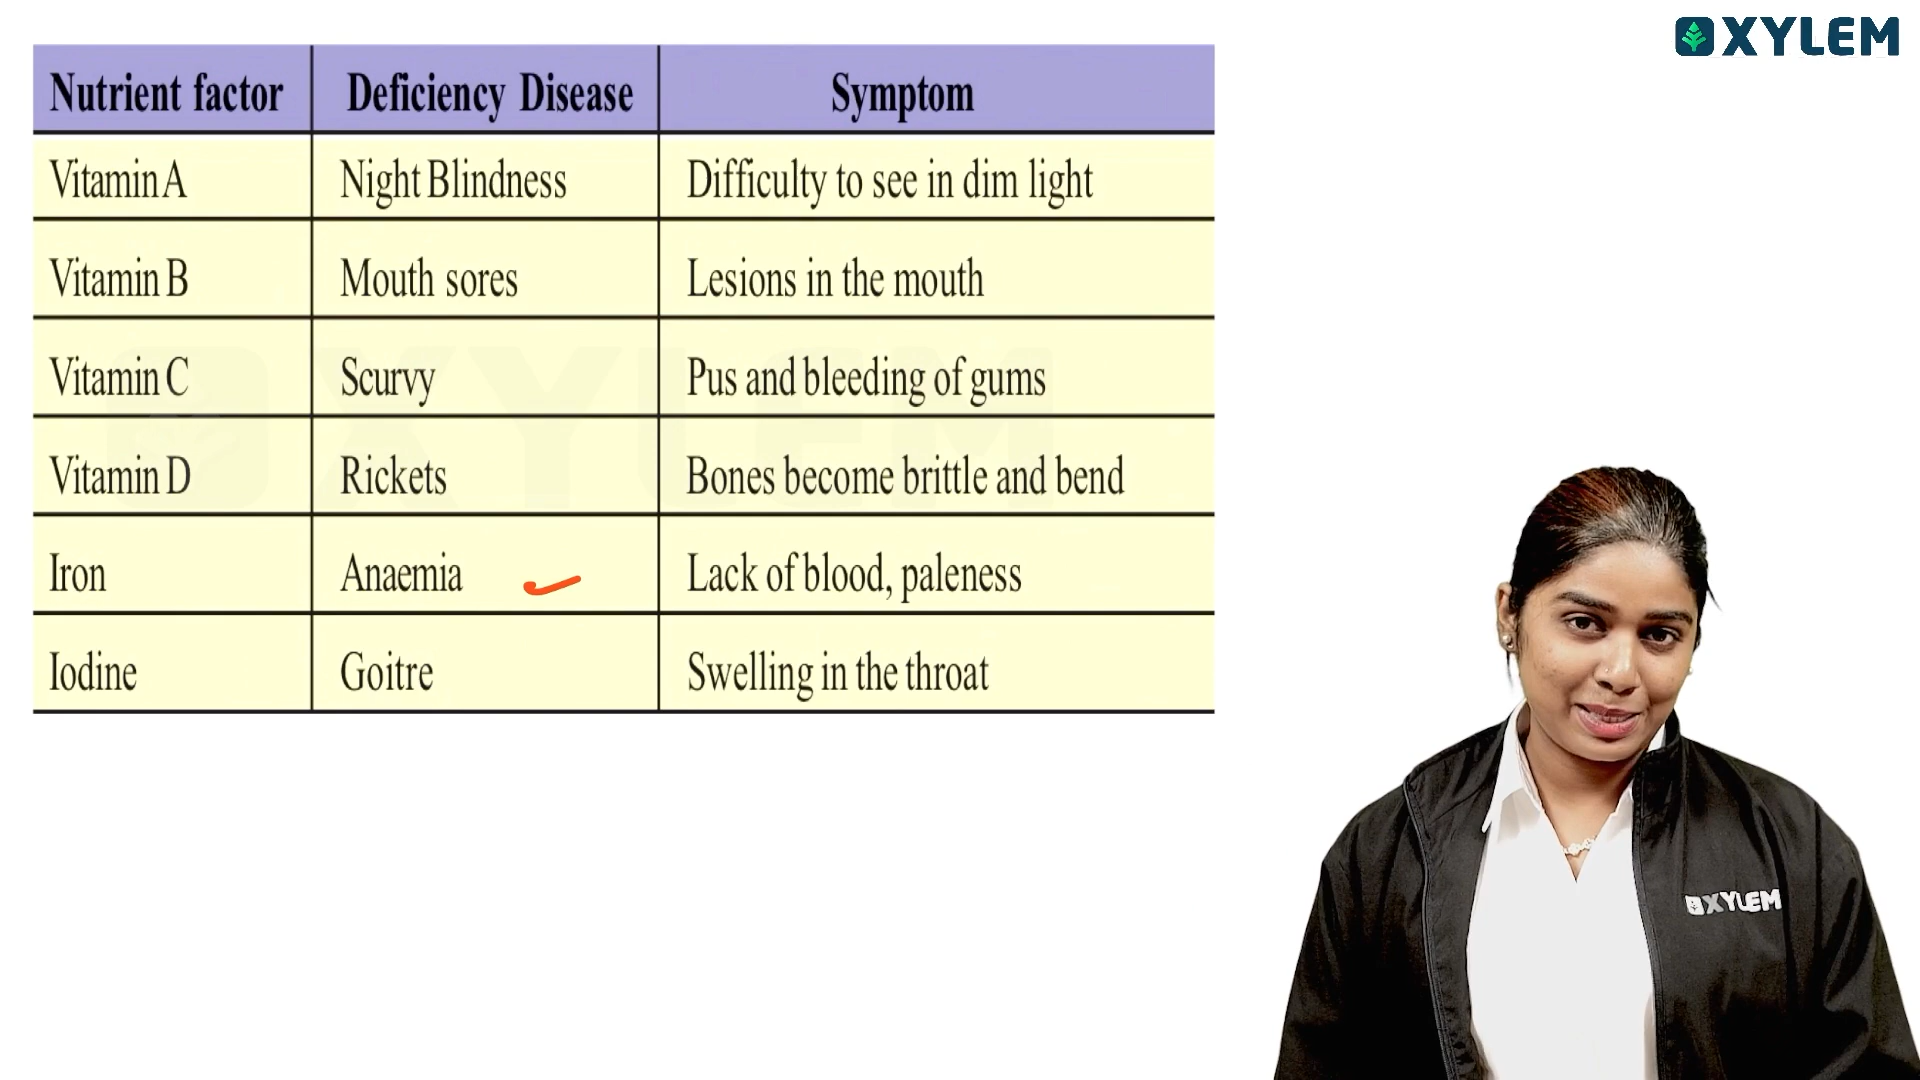 XYLEM
Nutrient factor Deficiency Disease Symptom
Vitamin A Night Blindness Difficulty to see in dim light
Vitamin B Mouth sores Lesions in the mouth
Vitamin C Scurvy Pus and bleeding of gums
Vitamin D Rickets Bones become brittle and bend
Iron Anaemia Lack of blood, paleness
Iodine Goitre Swelling in the throat
XYLEM
XYLEM